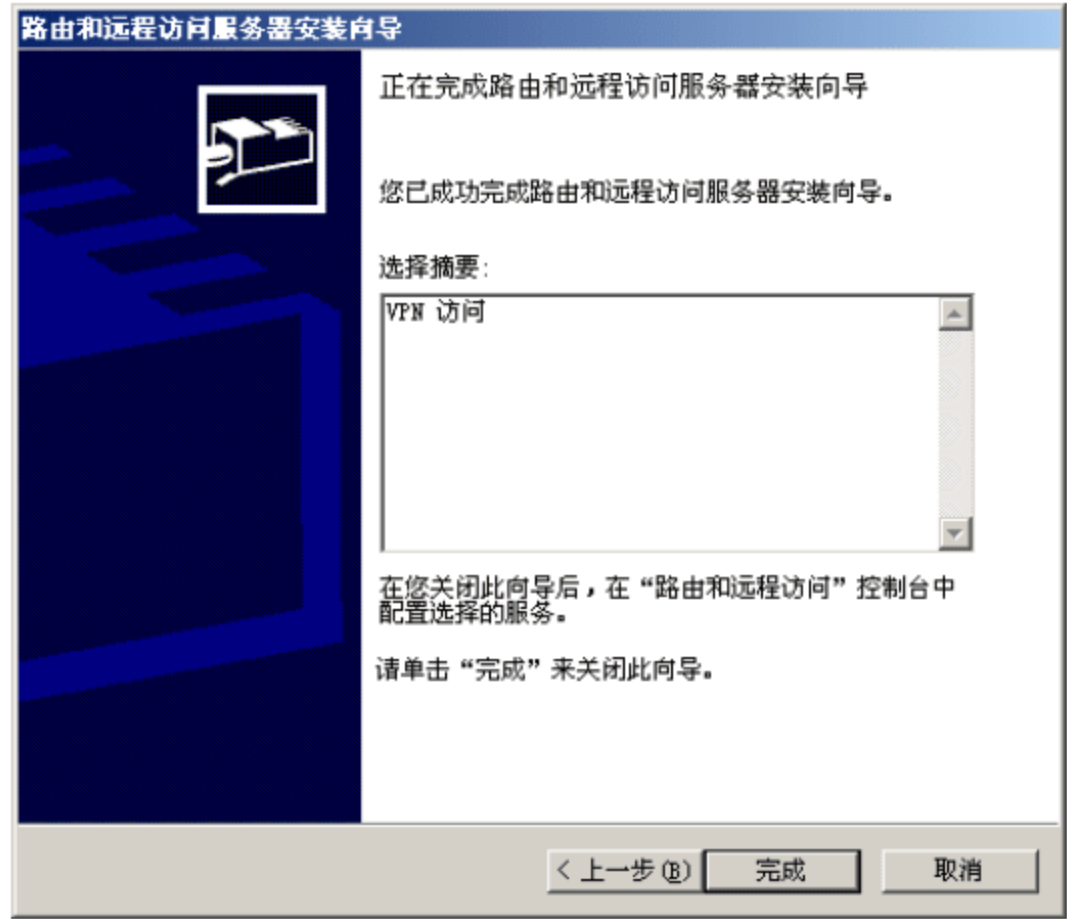 路由和远程访问服务器安装向导
正在完成路由和远程访问服务器安装向导
您已成功完成路由和远程访问服务器安装向导。
选择摘要:
VPN 访问
在您关闭此向导后，在“路由和远程访问”控制台中
配置选择的服务。
请单击“完成”来关闭此向导。
< 上一步(B)
完成
取消